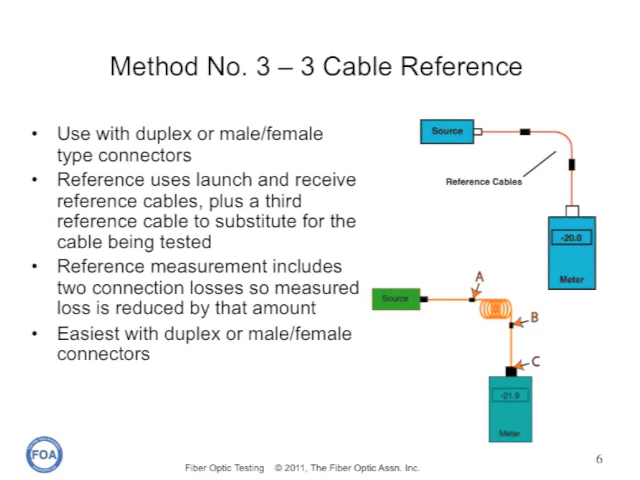 Method No. 3 – 3 Cable Reference
• Use with duplex or male/female
type connectors
• Reference uses launch and receive
reference cables, plus a third
reference cable to substitute for the
cable being tested
• Reference measurement includes
two connection losses so measured
loss is reduced by that amount
• Easiest with duplex or male/female
connectors
Source
Reference Cables
-20.0
Meter
A
Source
B
C
-21.9
Meter
FOA
Fiber Optic Testing © 2011, The Fiber Optic Assn. Inc.
6